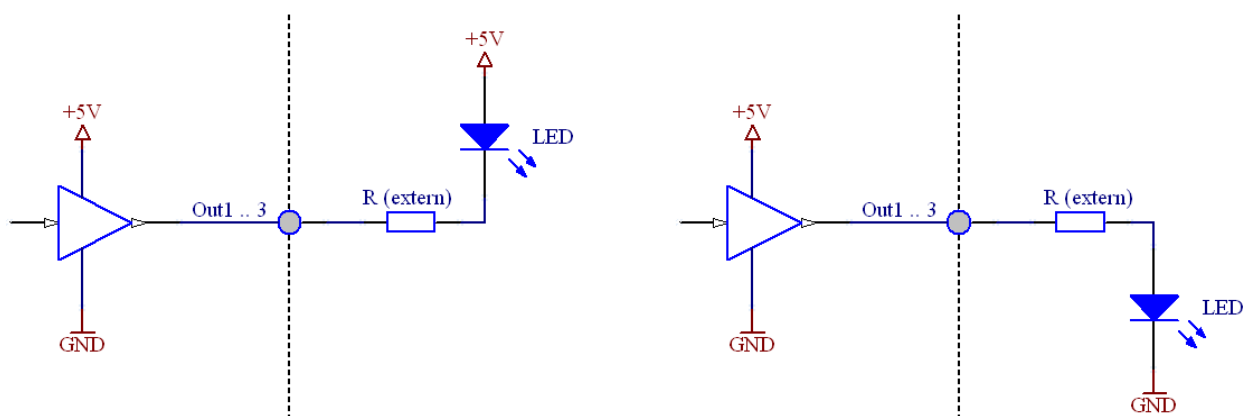 +5V
+5V
LED
Out1 .. 3
R (extern)
GND
+5V
Out1 .. 3
R (extern)
LED
GND
GND